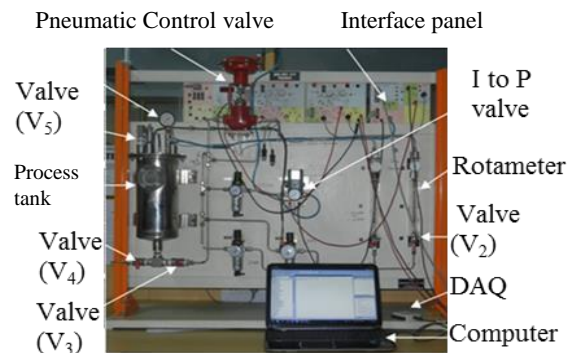 Pneumatic Control valve
Interface panel
Valve
(V5)
I to P
valve
Process
tank
Rotameter
Valve
(V2)
Valve
(V4)
DAQ
Valve
(V3)
Computer